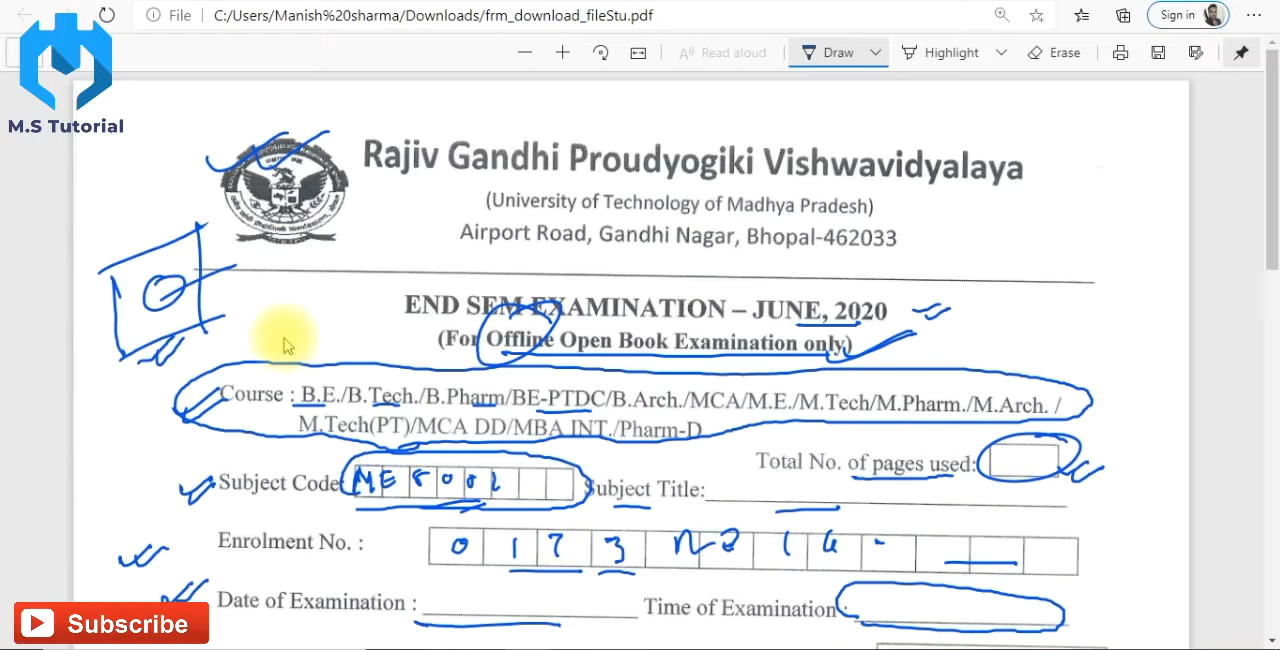 File C:/Users/Manish%20sharma/Downloads/frm_download_fileStu.pdf Sign in
Read aloud Draw Highlight Erase
M.S Tutorial
Rajiv Gandhi Proudyogiki Vishwavidyalaya
(University of Technology of Madhya Pradesh)
Airport Road, Gandhi Nagar, Bhopal-462033
END SEM EXAMINATION – JUNE, 2020
(For Offline Open Book Examination only)
Course : B.E./B.Tech./B.Pharm/BE-PTDC/B.Arch./MCA/M.E./M.Tech/M.Pharm./M.Arch. /
M.Tech(PT)/MCA DD/MBA INT./Pharm-D
Total No. of pages used:
Subject Code: ME 800 Subject Title:
Enrolment No. : 0 1 7 3
Date of Examination : Time of Examination :
Subscribe